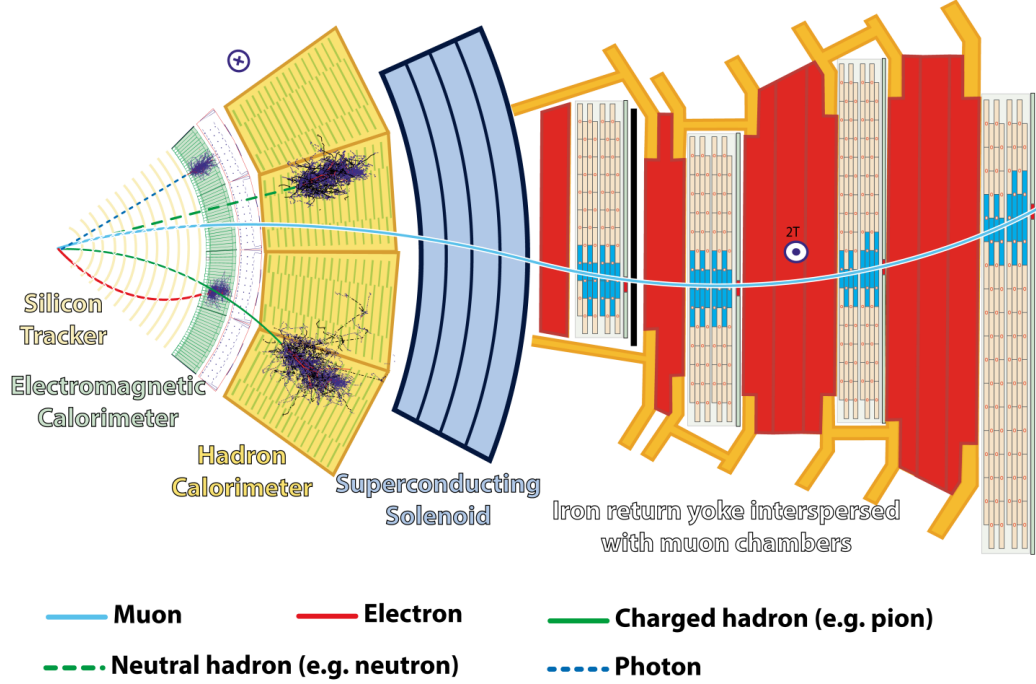 2T
Silicon
Tracker
Electromagnetic
Calorimeter
Hadron
Calorimeter
Superconducting
Solenoid
Iron return yoke interspersed
with muon chambers
Muon
Electron
Charged hadron (e.g. pion)
Neutral hadron (e.g. neutron)
Photon